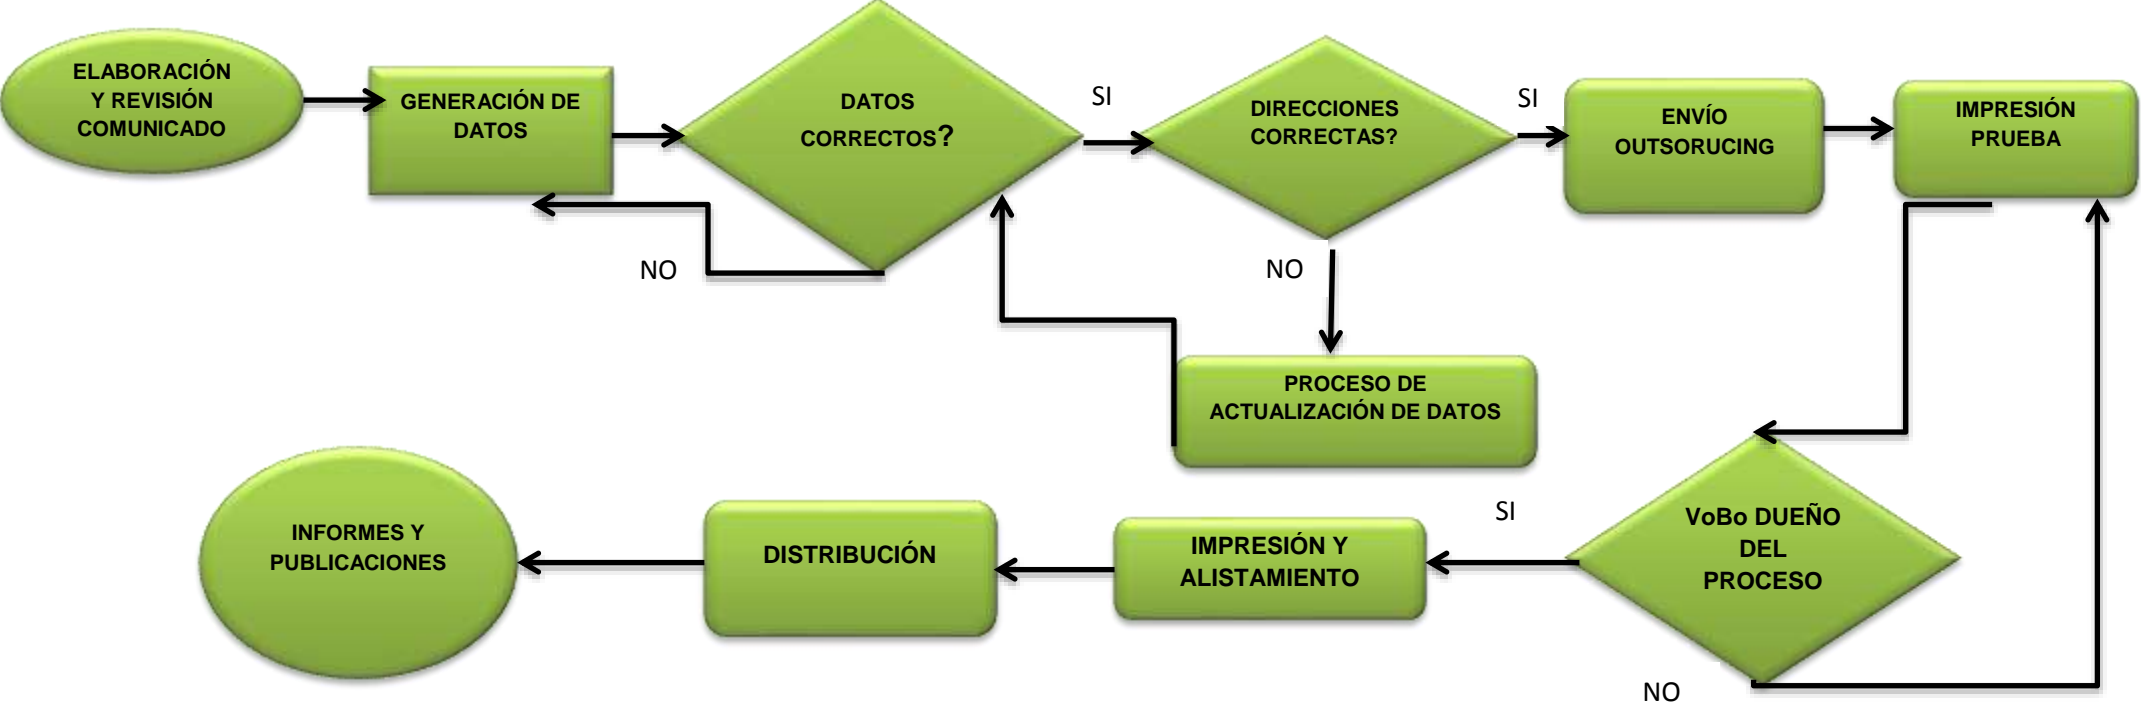 ELABORACIÓN
Y REVISIÓN
COMUNICADO
GENERACIÓN DE
DATOS
DATOS
CORRECTOS?
SI
NO
DIRECCIONES
CORRECTAS?
SI
NO
ENVÍO
OUTSORUCING
IMPRESIÓN
PRUEBA
PROCESO DE
ACTUALIZACIÓN DE DATOS
VoBo DUEÑO
DEL
PROCESO
SI
NO
IMPRESIÓN Y
ALISTAMIENTO
DISTRIBUCIÓN
INFORMES Y
PUBLICACIONES